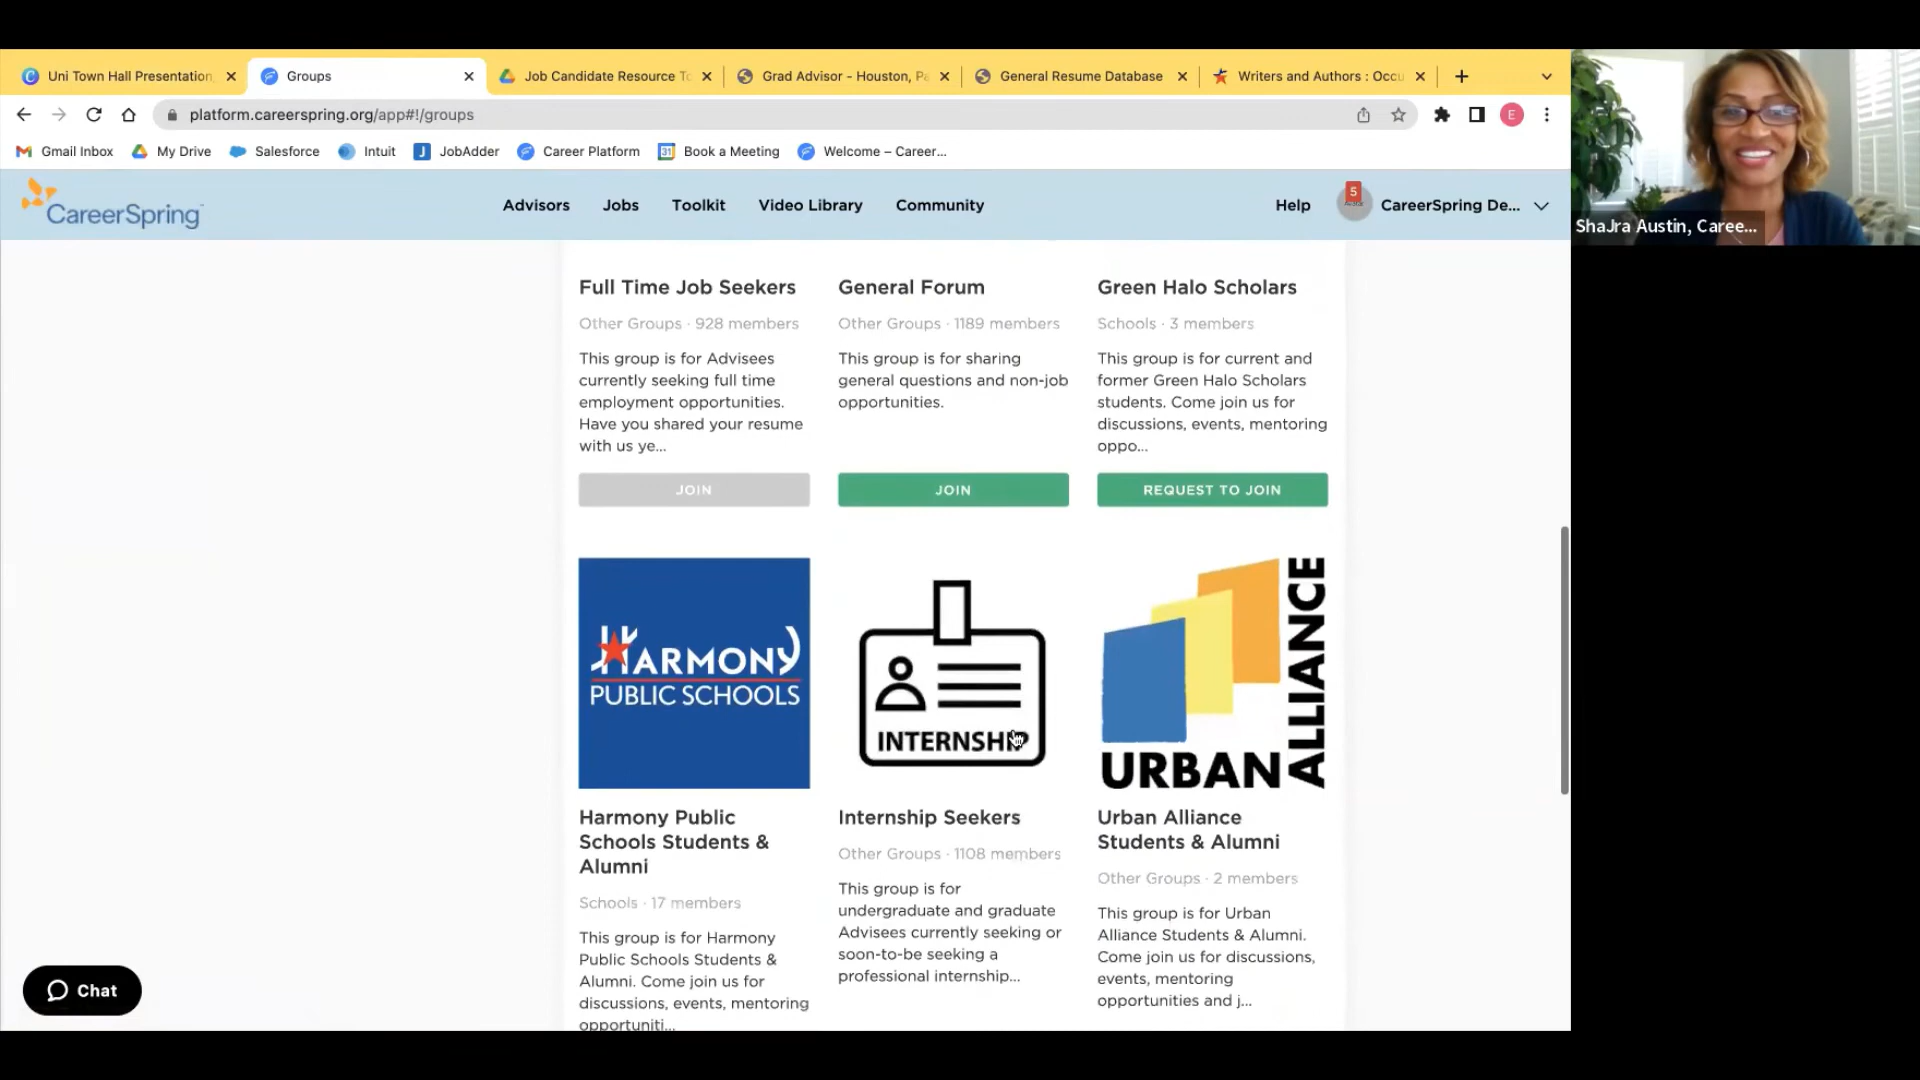 Uni Town Hall Presentation,
Groups
Job Candidate Resource To
Grad Advisor - Houston, Pa
General Resume Database
Writers and Authors : Occu
platform.careerspring.org/app#!/groups
E
Gmail Inbox
My Drive
Salesforce
Intuit
JobAdder
Career Platform
Book a Meeting
Welcome – Career...
CareerSpring
Advisors
Jobs
Toolkit
Video Library
Community
Help
5
CareerSpring De...
ShaJra Austin, Caree...
Full Time Job Seekers
Other Groups · 928 members
This group is for Advisees
currently seeking full time
employment opportunities.
Have you shared your resume
with us ye...
JOIN
General Forum
Other Groups · 1189 members
This group is for sharing
general questions and non-job
opportunities.
JOIN
Green Halo Scholars
Schools · 3 members
This group is for current and
former Green Halo Scholars
students. Come join us for
discussions, events, mentoring
oppo...
REQUEST TO JOIN
HARMONY
PUBLIC SCHOOLS
Harmony Public
Schools Students &
Alumni
Schools · 17 members
This group is for Harmony
Public Schools Students &
Alumni. Come join us for
discussions, events, mentoring
opportuniti...
INTERNSHIP
Internship Seekers
Other Groups · 1108 members
This group is for
undergraduate and graduate
Advisees currently seeking or
soon-to-be seeking a
professional internship...
URBAN
ALLIANCE
Urban Alliance
Students & Alumni
Other Groups · 2 members
This group is for Urban
Alliance Students & Alumni.
Come join us for discussions,
events, mentoring
opportunities and j...
Chat